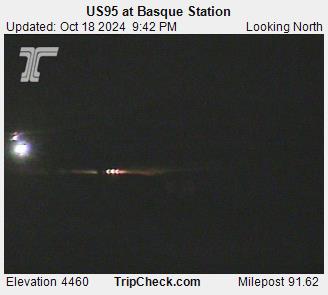 US95 at Basque Station
Updated: Oct 18 2024 9:42 PM Looking North
Elevation 4460 TripCheck.com Milepost 91.62